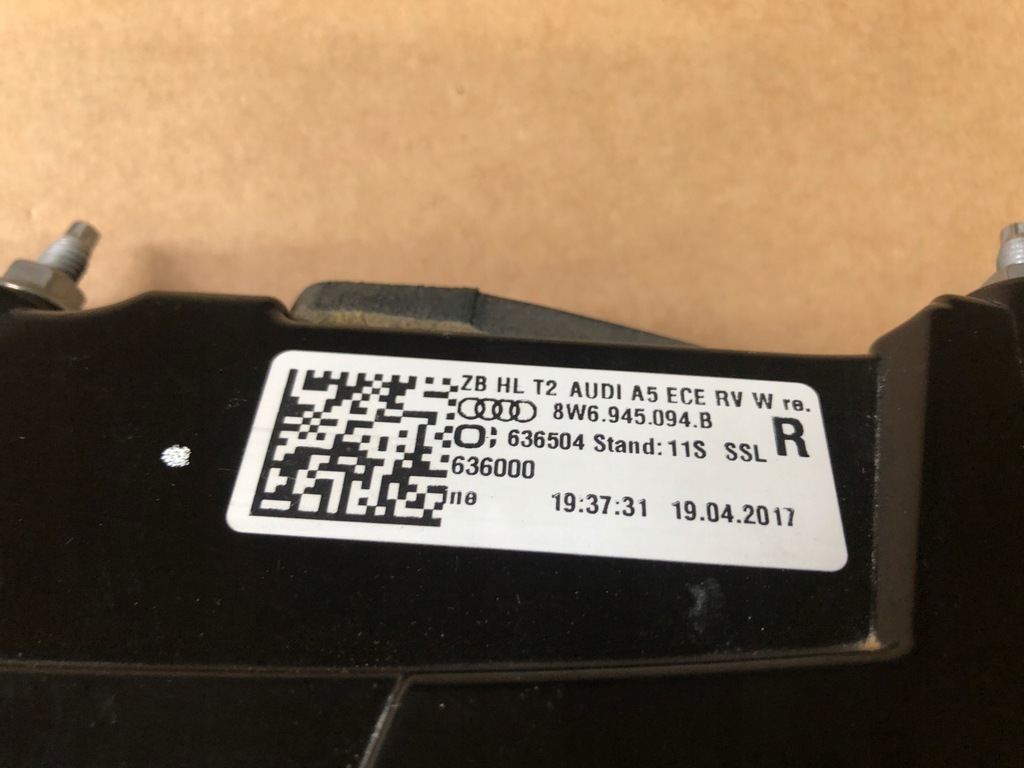 ZB HL T2 AUDI A5 ECE RV W re.
8W6.945.094.B
R
636504 Stand: 11S SSL
636000
ne 19:37:31 19.04.2017